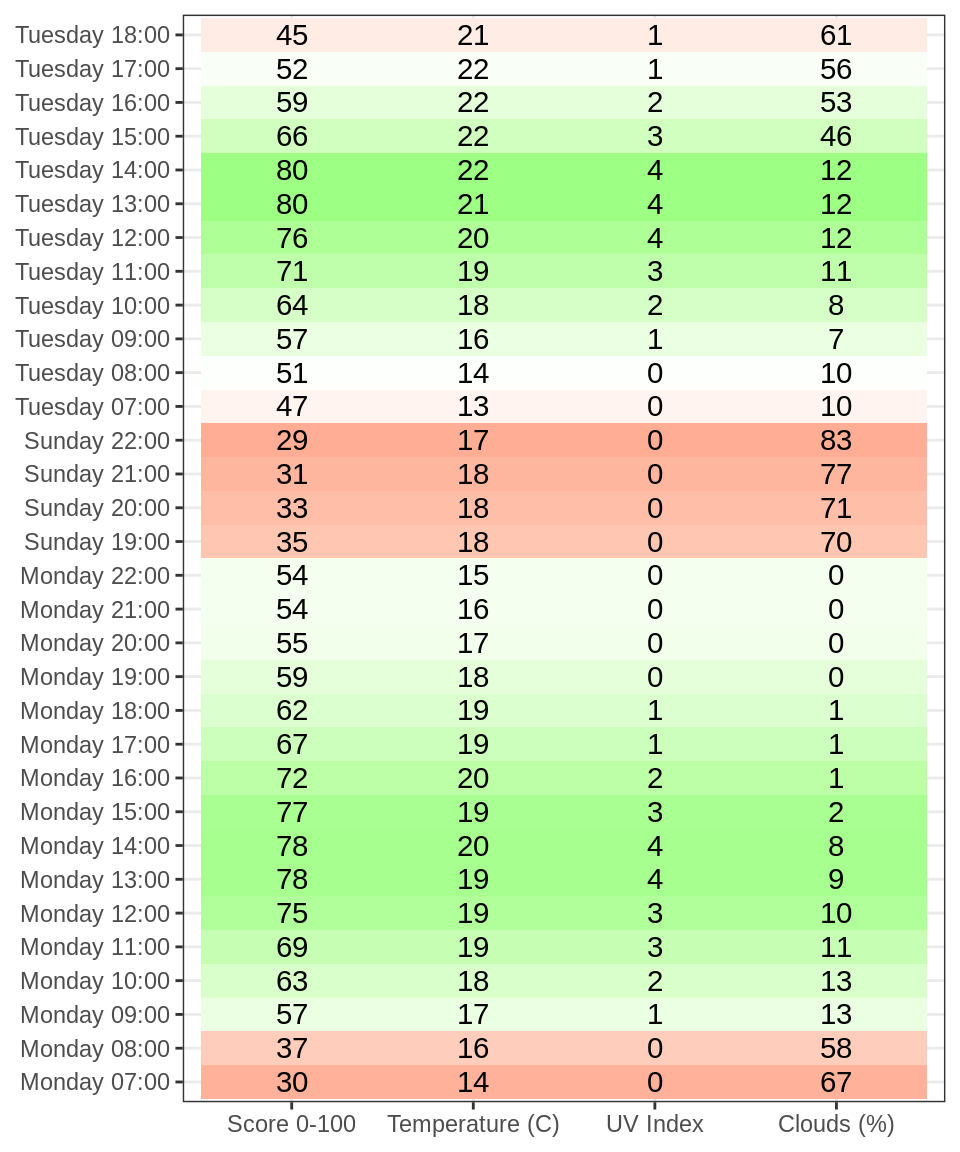 Tuesday 18:00 45 21 1 61
Tuesday 17:00 52 22 1 56
Tuesday 16:00 59 22 2 53
Tuesday 15:00 66 22 3 46
Tuesday 14:00 80 22 4 12
Tuesday 13:00 80 21 4 12
Tuesday 12:00 76 20 4 12
Tuesday 11:00 71 19 3 11
Tuesday 10:00 64 18 2 8
Tuesday 09:00 57 16 1 7
Tuesday 08:00 51 14 0 10
Tuesday 07:00 47 13 0 10
Sunday 22:00 29 17 0 83
Sunday 21:00 31 18 0 77
Sunday 20:00 33 18 0 71
Sunday 19:00 35 18 0 70
Monday 22:00 54 15 0 0
Monday 21:00 54 16 0 0
Monday 20:00 55 17 0 0
Monday 19:00 59 18 0 0
Monday 18:00 62 19 1 1
Monday 17:00 67 19 1 1
Monday 16:00 72 20 2 1
Monday 15:00 77 19 3 2
Monday 14:00 78 20 4 8
Monday 13:00 78 19 4 9
Monday 12:00 75 19 3 10
Monday 11:00 69 19 3 11
Monday 10:00 63 18 2 13
Monday 09:00 57 17 1 13
Monday 08:00 37 16 0 58
Monday 07:00 30 14 0 67
Score 0-100 Temperature (C) UV Index Clouds (%)